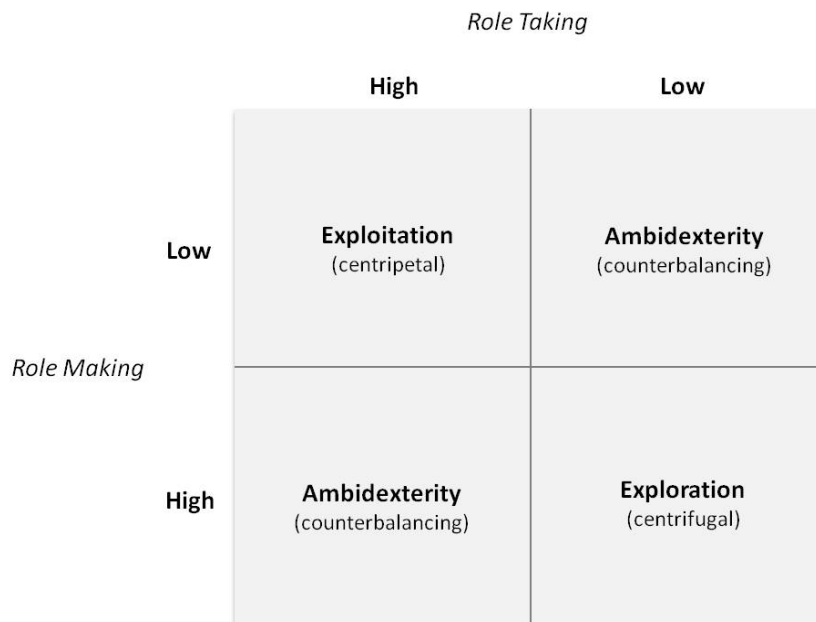 Role Taking
High Low
Exploitation Ambidexterity
Low
(centripetal) (counterbalancing)
Role Making
Ambidexterity Exploration
High
(counterbalancing) (centrifugal)